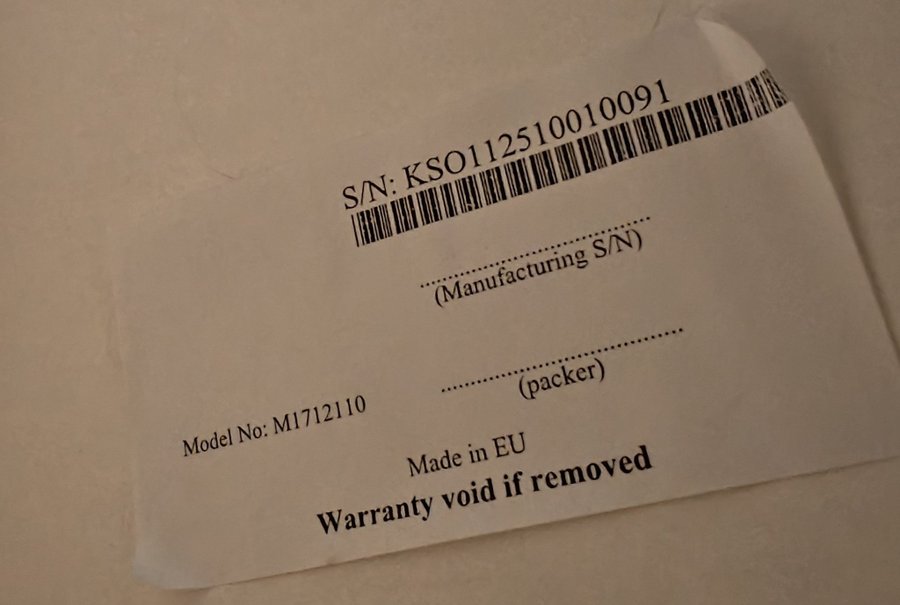 S/N: KSO112510010091
........................................
(Manufacturing S/N)
........................................
(packer)
Model No: M1712110
Made in EU
Warranty void if removed